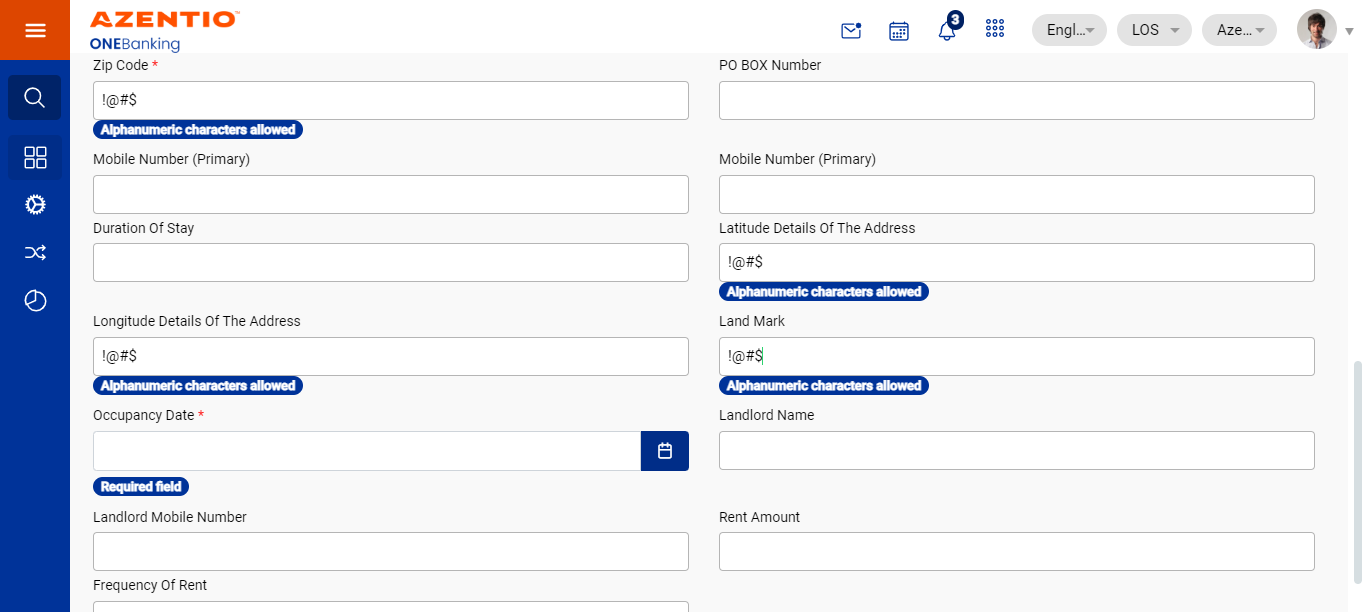 AZENTIO™
ONEBanking
3
Engl...
LOS
Aze...
Zip Code *
PO BOX Number
!@#$
Alphanumeric characters allowed
Mobile Number (Primary)
Mobile Number (Primary)
Duration Of Stay
Latitude Details Of The Address
!@#$
Alphanumeric characters allowed
Longitude Details Of The Address
Land Mark
!@#$
!@#$
Alphanumeric characters allowed
Alphanumeric characters allowed
Occupancy Date *
Landlord Name
Required field
Landlord Mobile Number
Rent Amount
Frequency Of Rent